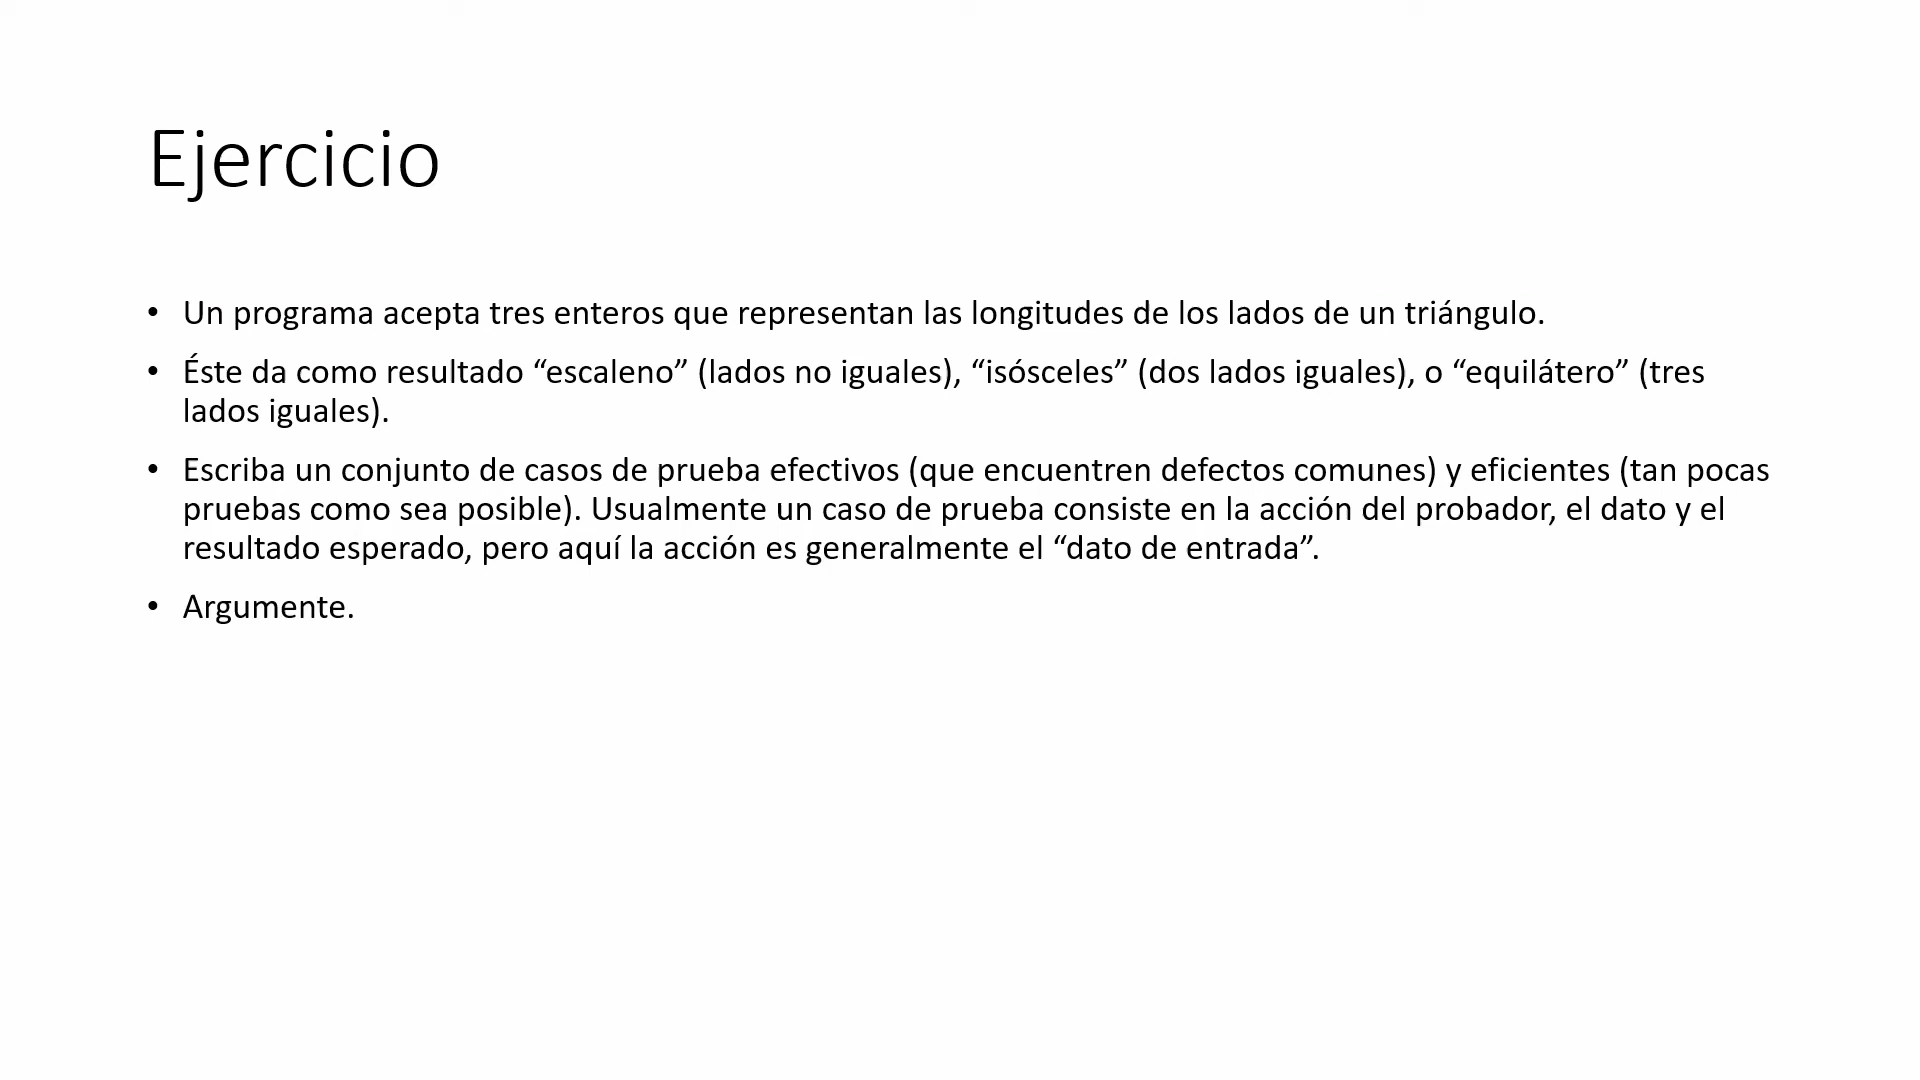 Ejercicio
• Un programa acepta tres enteros que representan las longitudes de los lados de un triángulo.
• Éste da como resultado “escaleno” (lados no iguales), “isósceles” (dos lados iguales), o “equilátero” (tres
lados iguales).
• Escriba un conjunto de casos de prueba efectivos (que encuentren defectos comunes) y eficientes (tan pocas
pruebas como sea posible). Usualmente un caso de prueba consiste en la acción del probador, el dato y el
resultado esperado, pero aquí la acción es generalmente el “dato de entrada”.
• Argumente.